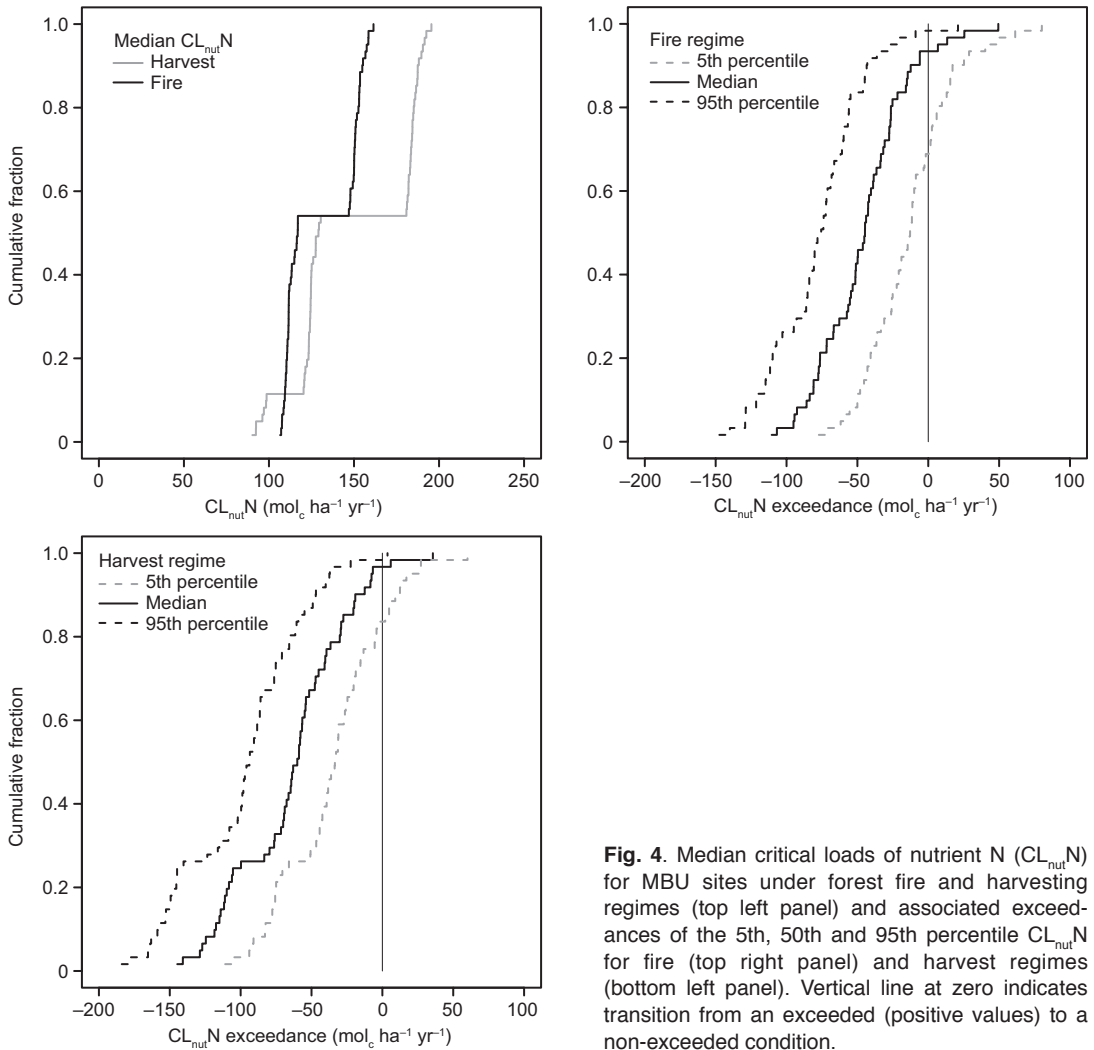 Median CLnutN
Harvest
Fire
1.0
0.8
0.6
0.4
0.2
0
Cumulative fraction
0 50 100 150 200 250
CLnutN (molc ha–1 yr–1)
Fire regime
5th percentile
Median
95th percentile
1.0
0.8
0.6
0.4
0.2
0
–200 –150 –100 –50 0 50 100
CLnutN exceedance (molc ha–1 yr–1)
Harvest regime
5th percentile
Median
95th percentile
1.0
0.8
0.6
0.4
0.2
0
Cumulative fraction
–200 –150 –100 –50 0 50 100
CLnutN exceedance (molc ha–1 yr–1)
Fig. 4. Median critical loads of nutrient N (CLnutN)
for MBU sites under forest fire and harvesting
regimes (top left panel) and associated exceed-
ances of the 5th, 50th and 95th percentile CLnutN
for fire (top right panel) and harvest regimes
(bottom left panel). Vertical line at zero indicates
transition from an exceeded (positive values) to a
non-exceeded condition.